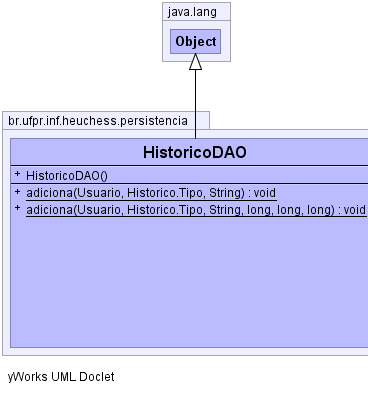 java.lang
Object
br.ufpr.inf.heuchess.persistencia
HistoricoDAO
+ HistoricoDAO()
+ adiciona(Usuario, Historico.Tipo, String) : void
+ adiciona(Usuario, Historico.Tipo, String, long, long, long) : void
yWorks UML Doclet